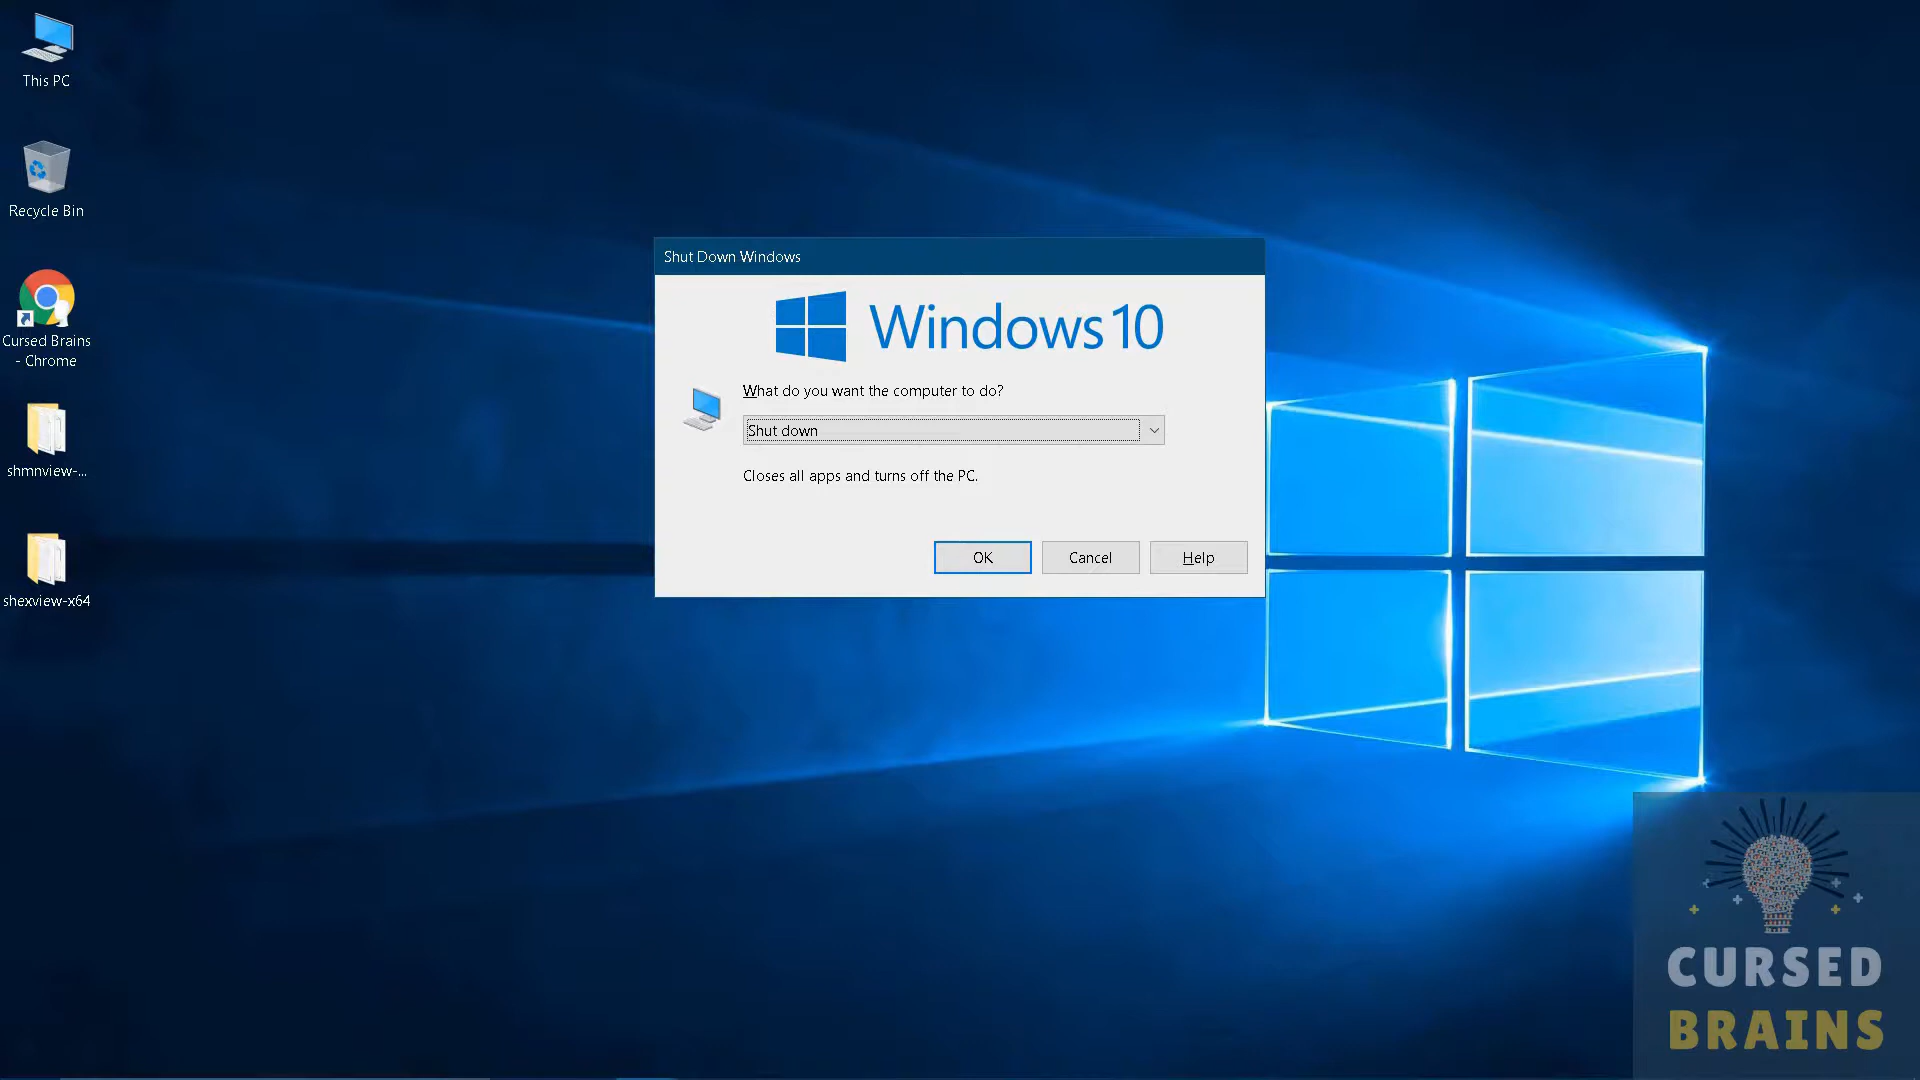 This PC
Recycle Bin
Cursed Brains
- Chrome
shmnview-...
shexview-x64
Shut Down Windows
Windows 10
What do you want the computer to do?
Shut down
Closes all apps and turns off the PC.
OK
Cancel
Help
CURSED
BRAINS